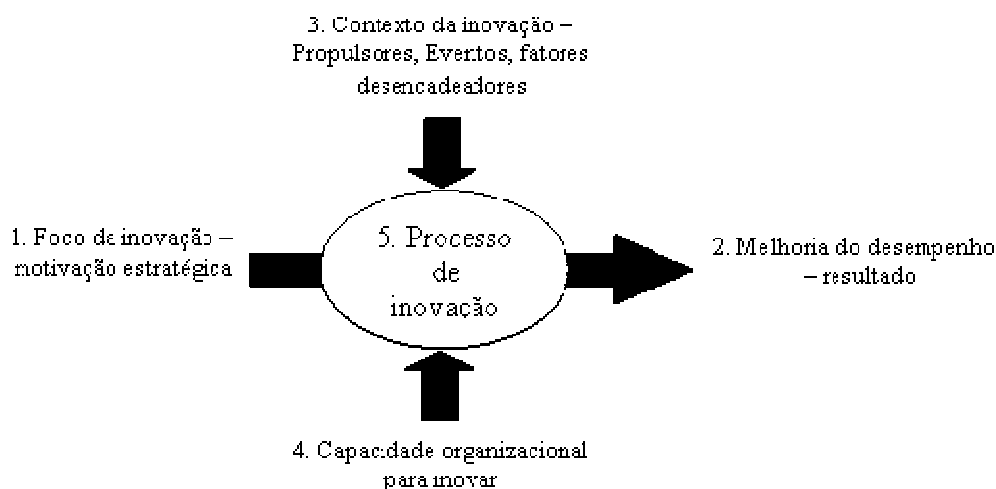 3. Contexto da inovação –
Propulsores, Eventos, fatores
desencadeadores
1. Foco de inovação –
motivação estratégica
5. Processo
de
inovação
2. Melhoria do desempenho
– resultado
4. Capacidade organizacional
para inovar